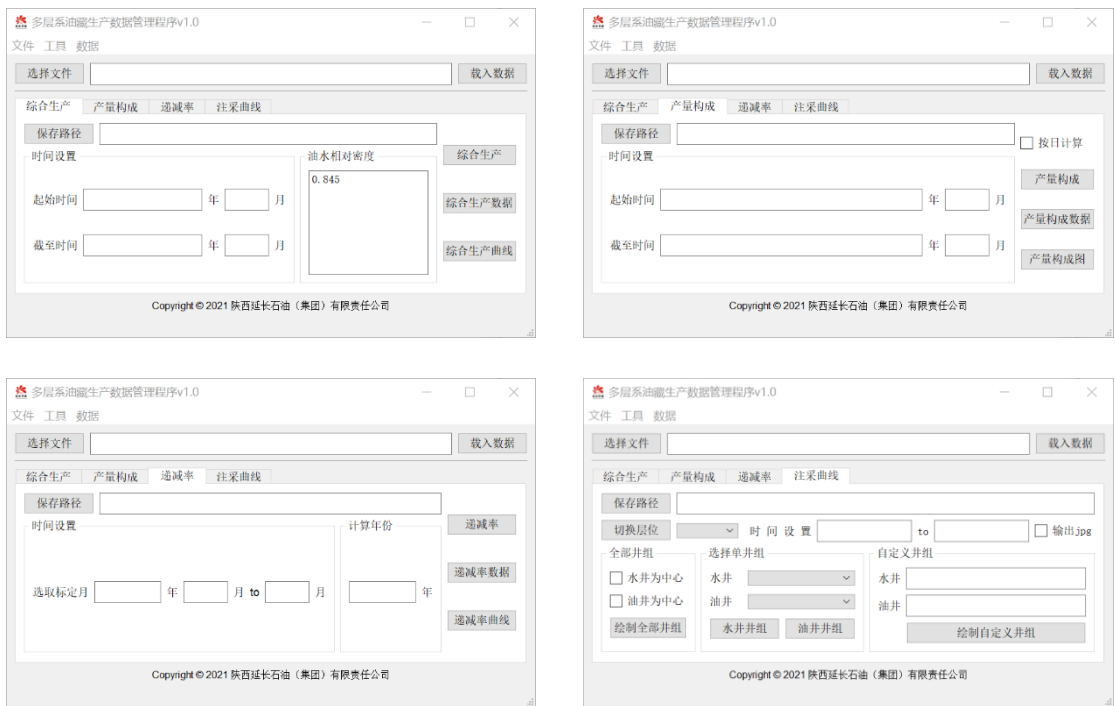 多层系油藏生产数据管理程序v1.0
文件 工具 数据
选择文件 载入数据
综合生产 产量构成 递减率 注采曲线
保存路径
时间设置 油水相对密度 综合生产
0.845
起始时间 年 月 综合生产数据
截至时间 年 月 综合生产曲线
Copyright © 2021 陕西延长石油（集团）有限责任公司
多层系油藏生产数据管理程序v1.0
文件 工具 数据
选择文件 载入数据
综合生产 产量构成 递减率 注采曲线
保存路径 按日计算
时间设置
产量构成
起始时间 年 月
产量构成数据
截至时间 年 月
产量构成图
Copyright © 2021 陕西延长石油（集团）有限责任公司
多层系油藏生产数据管理程序v1.0
文件 工具 数据
选择文件 载入数据
综合生产 产量构成 递减率 注采曲线
保存路径
时间设置 计算年份 递减率
递减率数据
选取标定月 年 月 to 月 年
递减率曲线
Copyright © 2021 陕西延长石油（集团）有限责任公司
多层系油藏生产数据管理程序v1.0
文件 工具 数据
选择文件 载入数据
综合生产 产量构成 递减率 注采曲线
保存路径
切换层位 时 间 设 置 to 输出jpg
全部井组 选择单井组 自定义井组
水井为中心 水井 水井
油井为中心 油井 油井
绘制全部井组 水井井组 油井井组 绘制自定义井组
Copyright © 2021 陕西延长石油（集团）有限责任公司